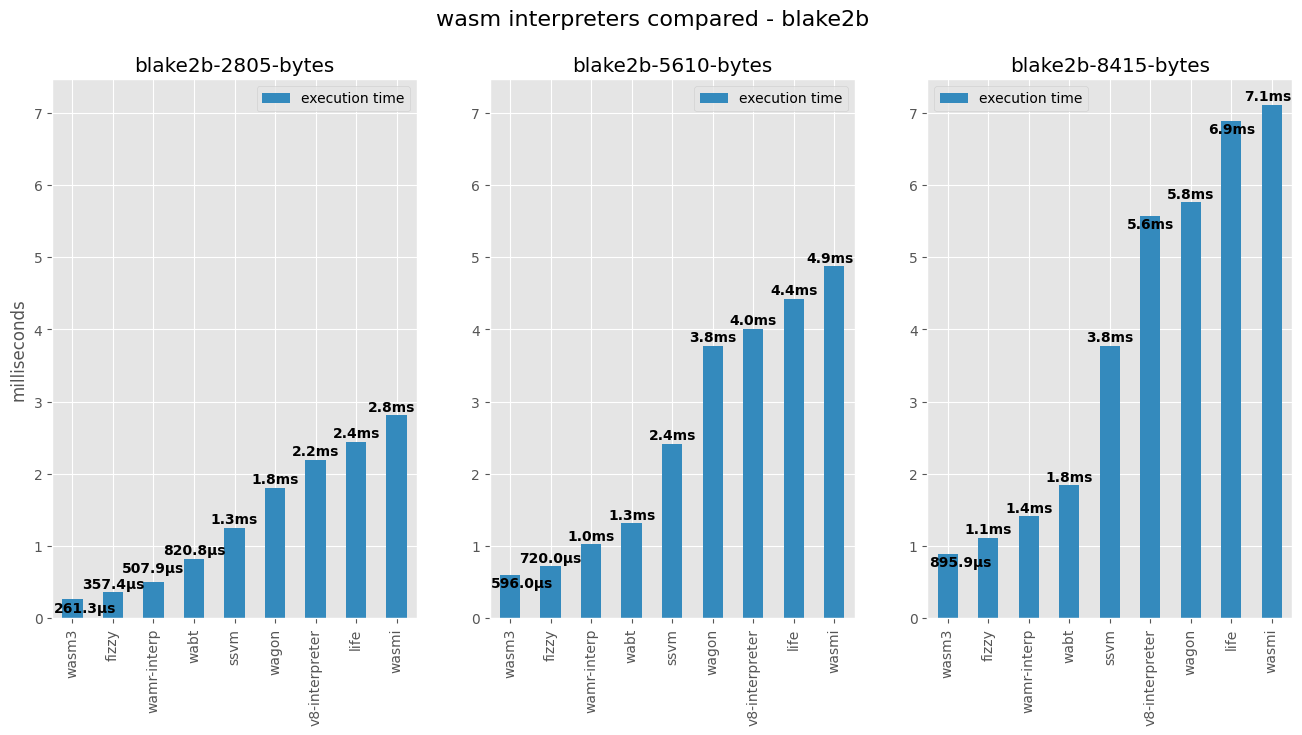 wasm interpreters compared - blake2b
blake2b-2805-bytes
execution time
milliseconds
7
6
5
4
3
2
1
0
261.3µs
357.4µs
507.9µs
820.8µs
1.3ms
1.8ms
2.2ms
2.4ms
2.8ms
wasm3
fizzy
wamr-interp
wabt
ssvm
wagon
v8-interpreter
life
wasmi
blake2b-5610-bytes
execution time
7
6
5
4
3
2
1
0
596.0µs
720.0µs
1.0ms
1.3ms
2.4ms
3.8ms
4.0ms
4.4ms
4.9ms
wasm3
fizzy
wamr-interp
wabt
ssvm
wagon
v8-interpreter
life
wasmi
blake2b-8415-bytes
execution time
7
6
5
4
3
2
1
0
895.9µs
1.1ms
1.4ms
1.8ms
3.8ms
5.6ms
5.8ms
6.9ms
7.1ms
wasm3
fizzy
wamr-interp
wabt
ssvm
v8-interpreter
wagon
life
wasmi